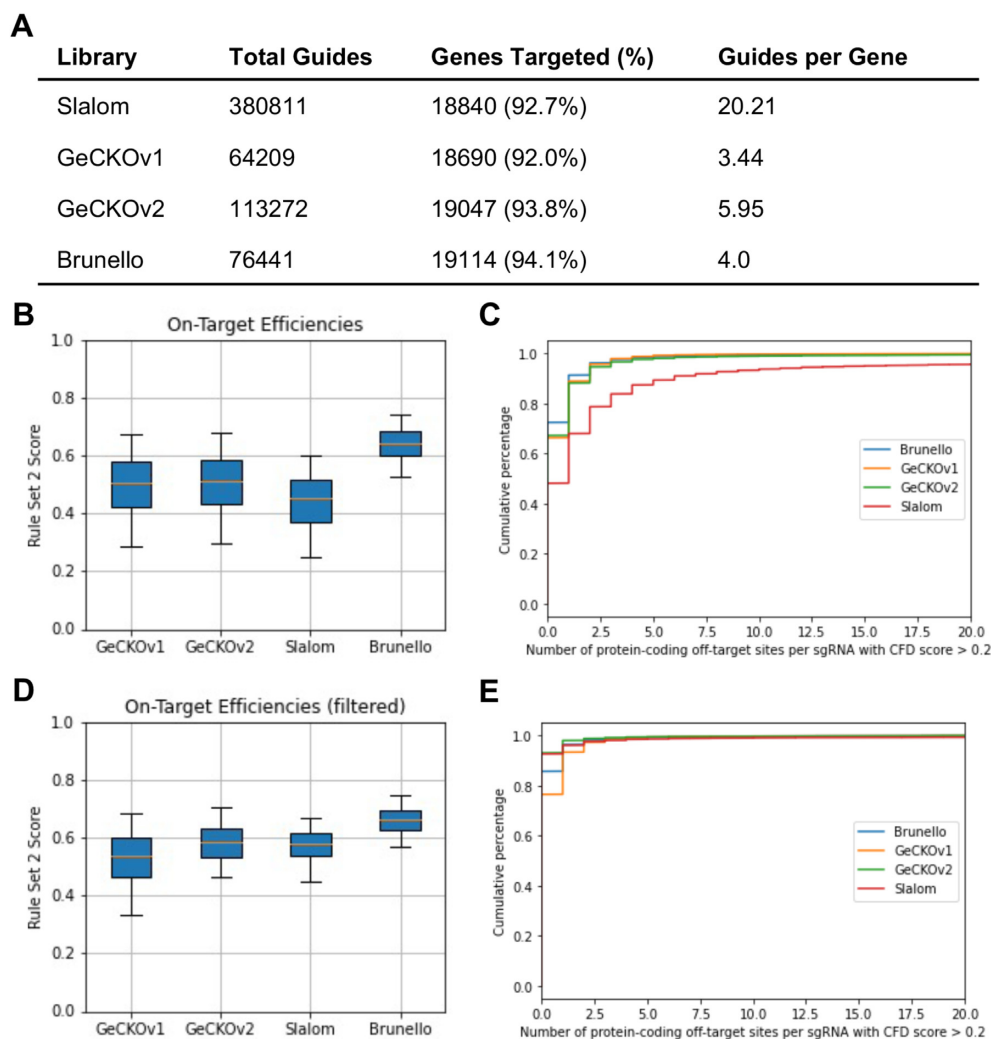 A
Library Total Guides Genes Targeted (%) Guides per Gene
Slalom 380811 18840 (92.7%) 20.21
GeCKOv1 64209 18690 (92.0%) 3.44
GeCKOv2 113272 19047 (93.8%) 5.95
Brunello 76441 19114 (94.1%) 4.0
B
On-Target Efficiencies
Rule Set 2 Score
1.0
0.8
0.6
0.4
0.2
0.0
GeCKOv1 GeCKOv2 Slalom Brunello
C
Cumulative percentage
1.0
0.8
0.6
0.4
0.2
0.0
Brunello
GeCKOv1
GeCKOv2
Slalom
0.0 2.5 5.0 7.5 10.0 12.5 15.0 17.5 20.0
Number of protein-coding off-target sites per sgRNA with CFD score > 0.2
D
On-Target Efficiencies (filtered)
Rule Set 2 Score
1.0
0.8
0.6
0.4
0.2
0.0
GeCKOv1 GeCKOv2 Slalom Brunello
E
Cumulative percentage
1.0
0.8
0.6
0.4
0.2
0.0
Brunello
GeCKOv1
GeCKOv2
Slalom
0.0 2.5 5.0 7.5 10.0 12.5 15.0 17.5 20.0
Number of protein-coding off-target sites per sgRNA with CFD score > 0.2